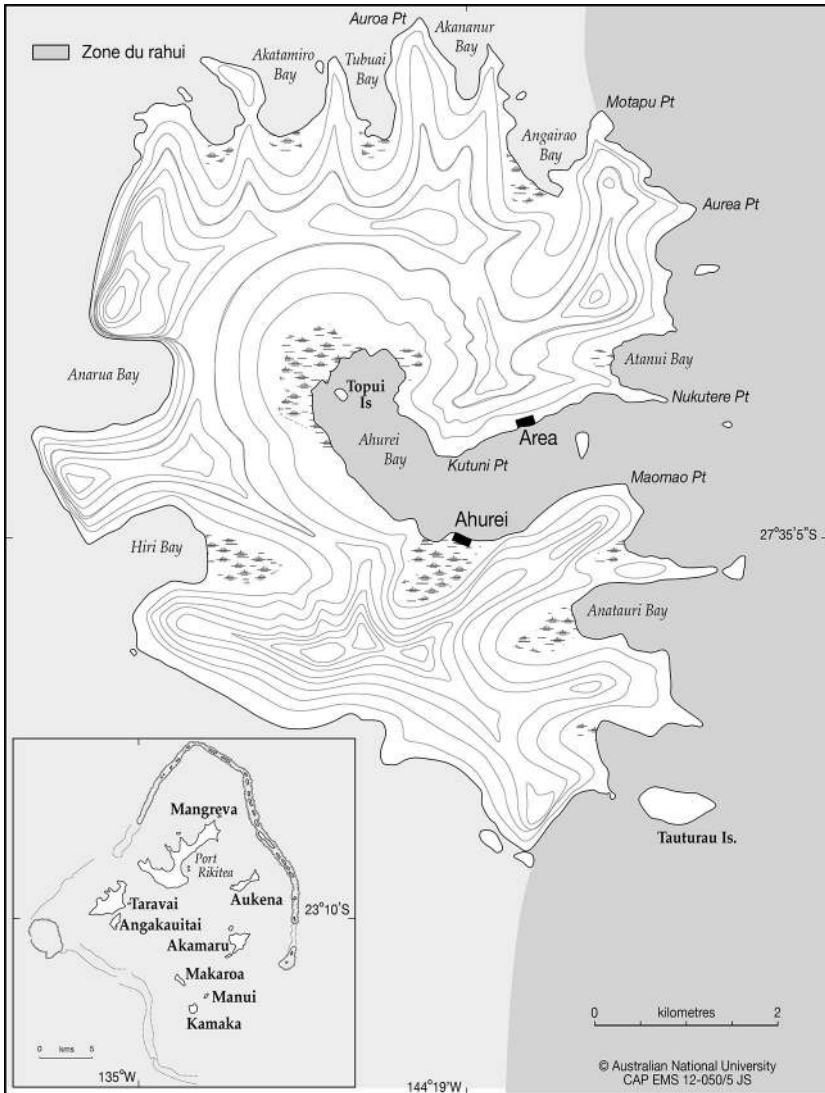 Zone du rahui
Auroa Pt
Akatamiro
Bay
Tubuai
Bay
Akananur
Bay
Motapu Pt
Angairao
Bay
Aurea Pt
Anarua Bay
Atanui Bay
Topui
Is
Nukutere Pt
Area
Ahurei
Bay
Kutuni Pt
Maomao Pt
Ahurei
Hiri Bay
27°35'5"S
Anatauri Bay
Tauturau Is.
Mangreva
Port
Rikitea
Taravai
Aukena
Angakauitai
23°10'S
Akamaru
Makaroa
Manui
Kamaka
0 kms 5
135°W
144°19'W
0 kilometres 2
© Australian National University
CAP EMS 12-050/5 JS